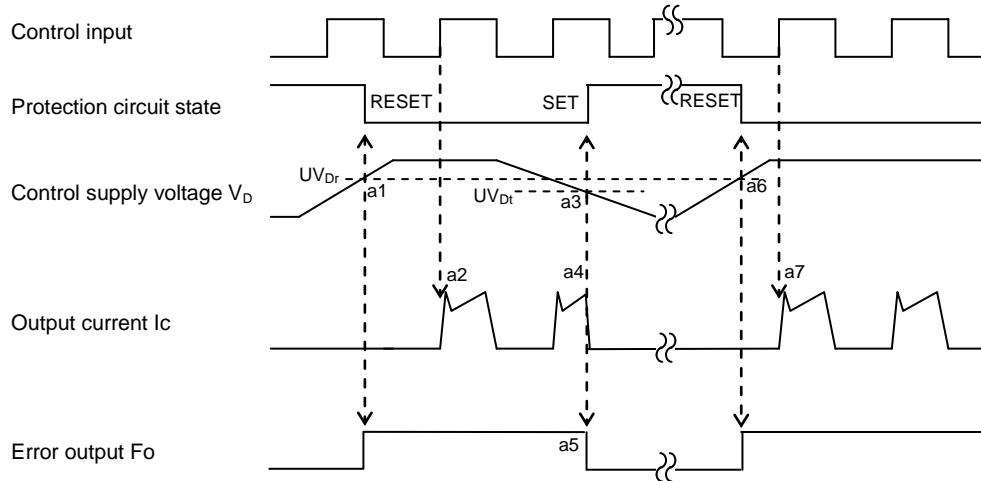 Control input
Protection circuit state
RESET
SET
RESET
Control supply voltage VD
UVDr
a1
UVDt
a3
a6
Output current Ic
a2
a4
a7
Error output Fo
a5